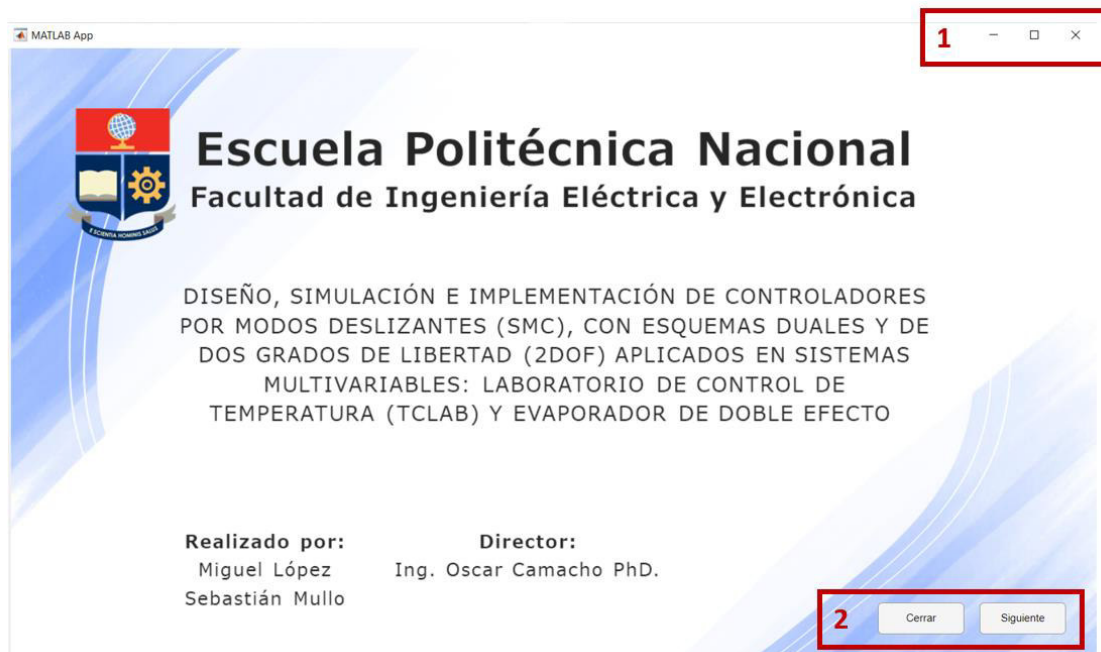 MATLAB App
1
Escuela Politécnica Nacional
Facultad de Ingeniería Eléctrica y Electrónica
E SCIENTIA HOMINIS SALUS
DISEÑO, SIMULACIÓN E IMPLEMENTACIÓN DE CONTROLADORES
POR MODOS DESLIZANTES (SMC), CON ESQUEMAS DUALES Y DE
DOS GRADOS DE LIBERTAD (2DOF) APLICADOS EN SISTEMAS
MULTIVARIABLES: LABORATORIO DE CONTROL DE
TEMPERATURA (TCLAB) Y EVAPORADOR DE DOBLE EFECTO
Realizado por:
Miguel López
Sebastián Mullo
Director:
Ing. Oscar Camacho PhD.
2
Cerrar
Siguiente